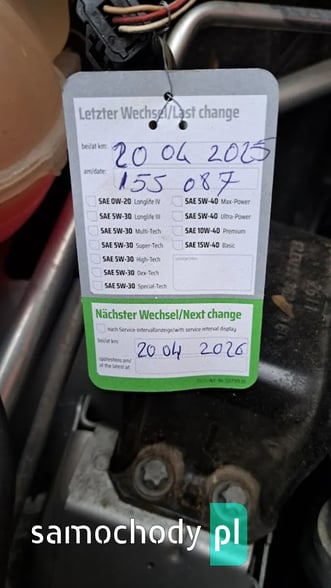 Letzter Wechsel/Last change
bei/at km: 20 04 2025
am/date: 155 087
SAE 0W-20 Longlife IV
SAE 5W-30 Longlife III
SAE 5W-30 Multi-Tech
SAE 5W-30 Super-Tech
SAE 5W-30 High-Tech
SAE 5W-30 Dex-Tech
SAE 5W-30 Special-Tech
SAE 5W-40 Max-Power
SAE 5W-40 Ultra-Power
SAE 10W-40 Premium
SAE 15W-40 Basic
Nächster Wechsel/Next change
nach Service-Intervallanzeige/with service interval display
bei/at km:
20 04 2026
spätestens am/
at the latest at
samochody pl